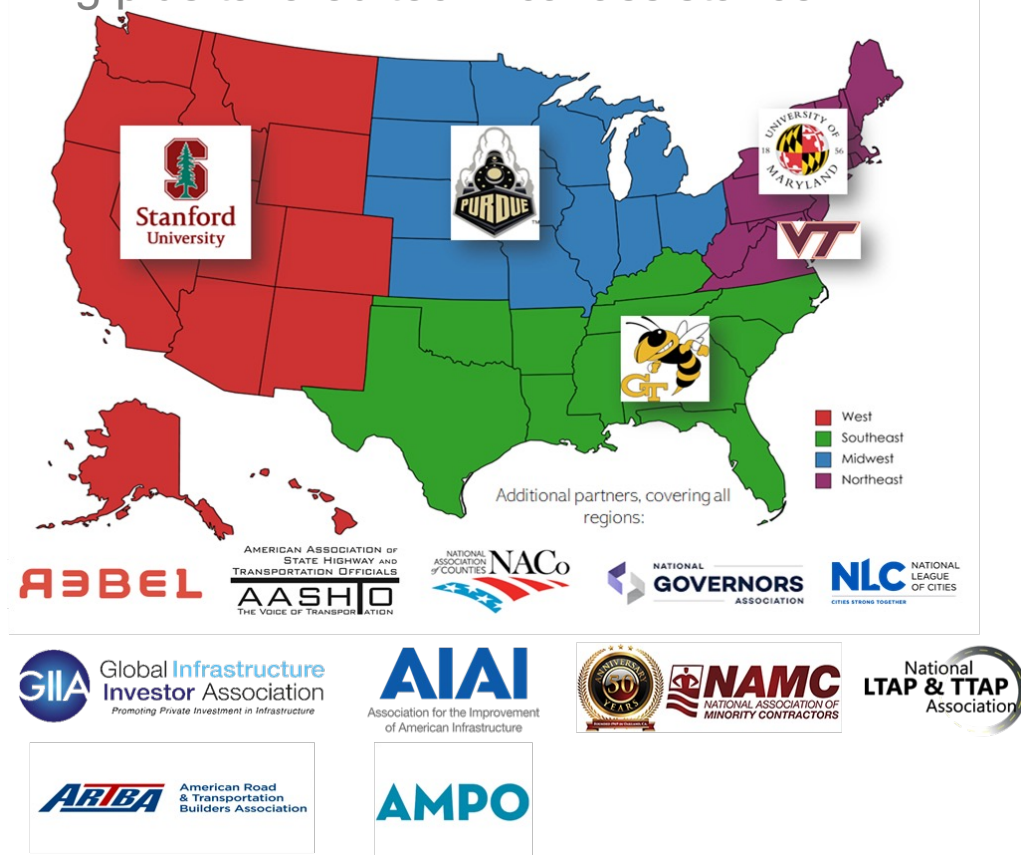 Stanford
University
PURDUE
TM
UNIVERSITY OF
18 56
MARYLAND
VT
GT
West
Southeast
Midwest
Northeast
Additional partners, covering all
regions:
REBEL
AMERICAN ASSOCIATION OF
STATE HIGHWAY AND
TRANSPORTATION OFFICIALS
AASHTO
THE VOICE OF TRANSPORTATION
NATIONAL
ASSOCIATION
of COUNTIES
NACo
NATIONAL
GOVERNORS
ASSOCIATION
NLC
NATIONAL
LEAGUE
OF CITIES
CITIES STRONG TOGETHER
GIIA
Global Infrastructure
Investor Association
Promoting Private Investment in Infrastructure
AIAI
Association for the Improvement
of American Infrastructure
ANNIVERSARY
50
YEARS
NAMC
NATIONAL ASSOCIATION OF
MINORITY CONTRACTORS
National
LTAP & TTAP
Association
ARTBA
American Road
& Transportation
Builders Association
AMPO